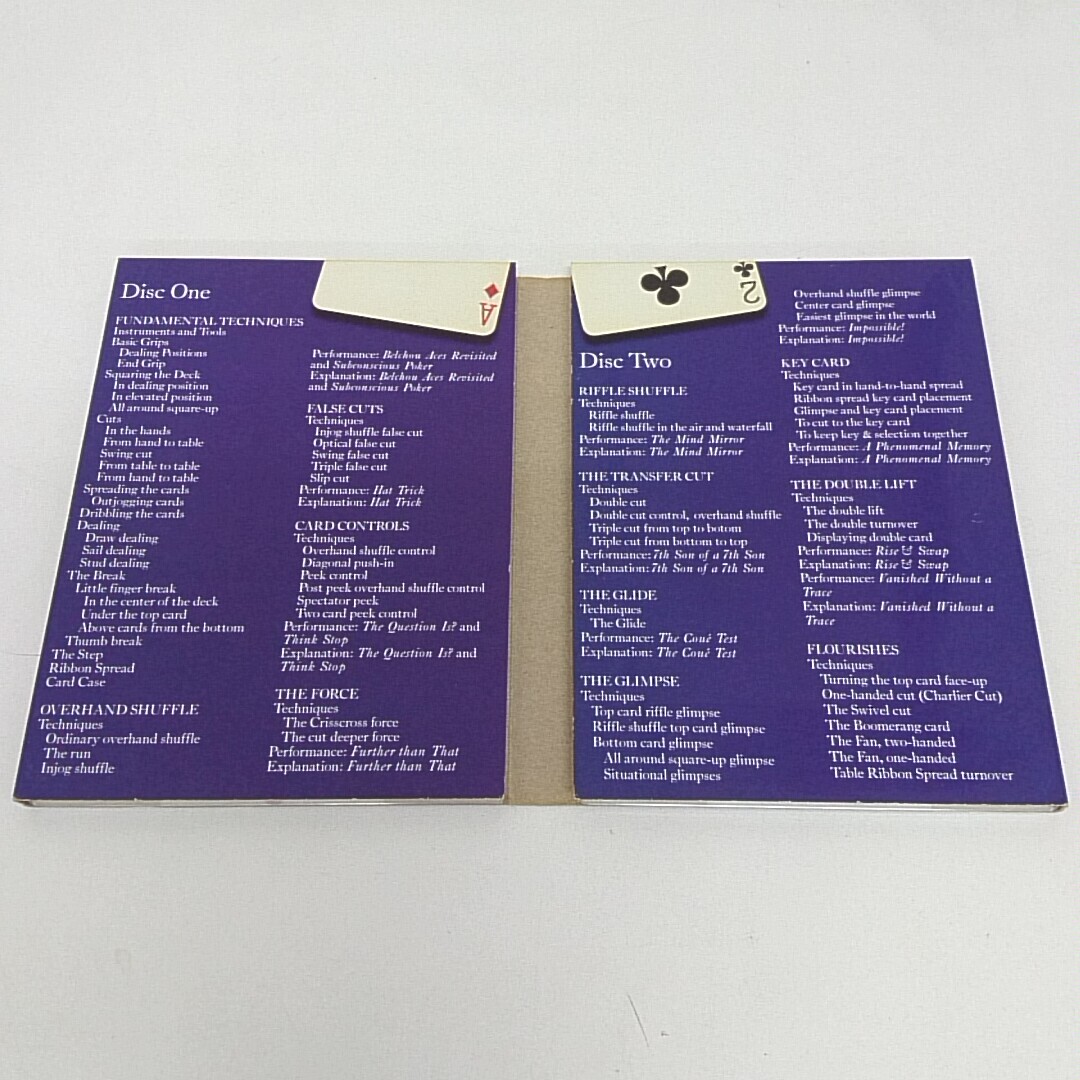 Disc One
FUNDAMENTAL TECHNIQUES
Instruments and Tools
Basic Grips
Dealing Positions
End Grip
Squaring the Deck
In dealing position
In elevated position
All around square-up
Cuts
In the hands
From hand to table
Swing cut
From table to table
From hand to table
Spreading the cards
Outjogging cards
Dribbling the cards
Dealing
Draw dealing
Sail dealing
Stud dealing
The Break
Little finger break
In the center of the deck
Under the top card
Above cards from the bottom
Thumb break
The Step
Ribbon Spread
Card Case
OVERHAND SHUFFLE
Techniques
Ordinary overhand shuffle
The run
Injog shuffle
A
Performance: Belchou Aces Revisited
and Subconscious Poker
Explanation: Belchou Aces Revisited
and Subconscious Poker
FALSE CUTS
Techniques
Injog shuffle false cut
Optical false cut
Swing false cut
Triple false cut
Slip cut
Performance: Hat Trick
Explanation: Hat Trick
CARD CONTROLS
Techniques
Overhand shuffle control
Diagonal push-in
Peek control
Post peek overhand shuffle control
Spectator peek
Two card peek control
Performance: The Question Is? and
Think Stop
Explanation: The Question Is? and
Think Stop
THE FORCE
Techniques
The Crisscross force
The cut deeper force
Performance: Further than That
Explanation: Further than That
2
Disc Two
RIFFLE SHUFFLE
Techniques
Riffle shuffle
Riffle shuffle in the air and waterfall
Performance: The Mind Mirror
Explanation: The Mind Mirror
THE TRANSFER CUT
Techniques
Double cut
Double cut control, overhand shuffle
Triple cut from top to botom
Triple cut from bottom to top
Performance: 7th Son of a 7th Son
Explanation: 7th Son of a 7th Son
THE GLIDE
Techniques
The Glide
Performance: The Coué Test
Explanation: The Coué Test
THE GLIMPSE
Techniques
Top card riffle glimpse
Riffle shuffle top card glimpse
Bottom card glimpse
All around square-up glimpse
Situational glimpses
Overhand shuffle glimpse
Center card glimpse
Easiest glimpse in the world
Performance: Impossible!
Explanation: Impossible!
KEY CARD
Techniques
Key card in hand-to-hand spread
Ribbon spread key card placement
Glimpse and key card placement
To cut to the key card
To keep key & selection together
Performance: A Phenomenal Memory
Explanation: A Phenomenal Memory
THE DOUBLE LIFT
Techniques
The double lift
The double turnover
Displaying double card
Performance: Rise & Swap
Explanation: Rise & Swap
Performance: Vanished Without a
Trace
Explanation: Vanished Without a
Trace
FLOURISHES
Techniques
Turning the top card face-up
One-handed cut (Charlier Cut)
The Swivel cut
The Boomerang card
The Fan, two-handed
The Fan, one-handed
Table Ribbon Spread turnover